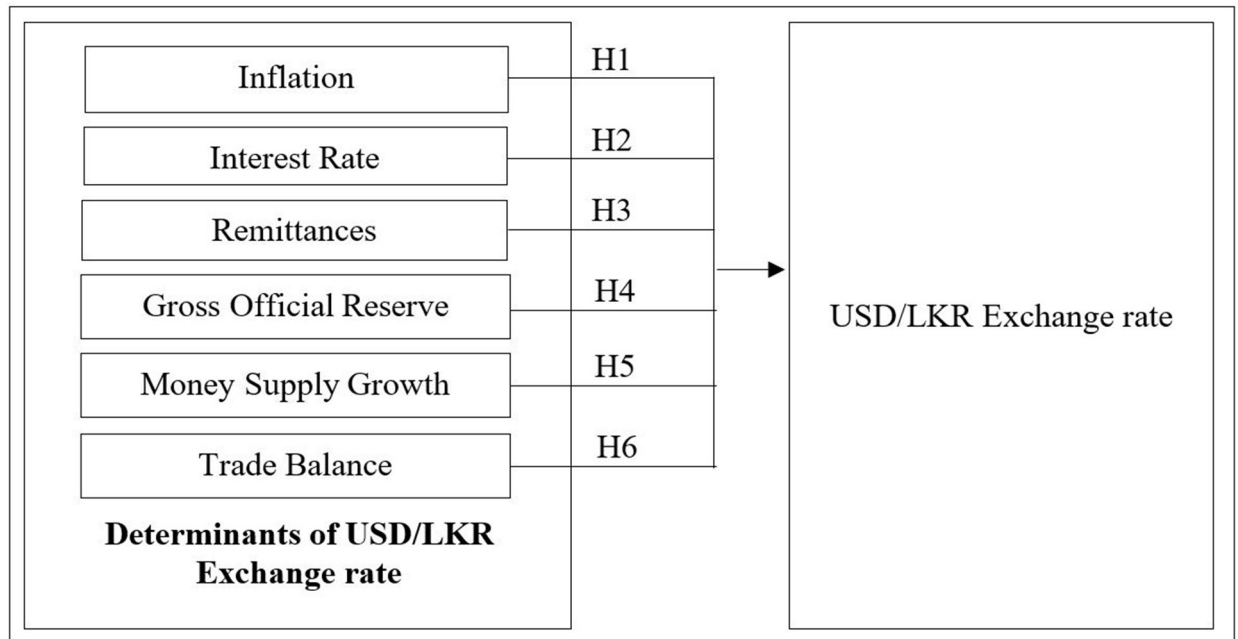 Inflation
H1
Interest Rate
H2
Remittances
H3
Gross Official Reserve
H4
Money Supply Growth
H5
Trade Balance
H6
Determinants of USD/LKR
Exchange rate
USD/LKR Exchange rate